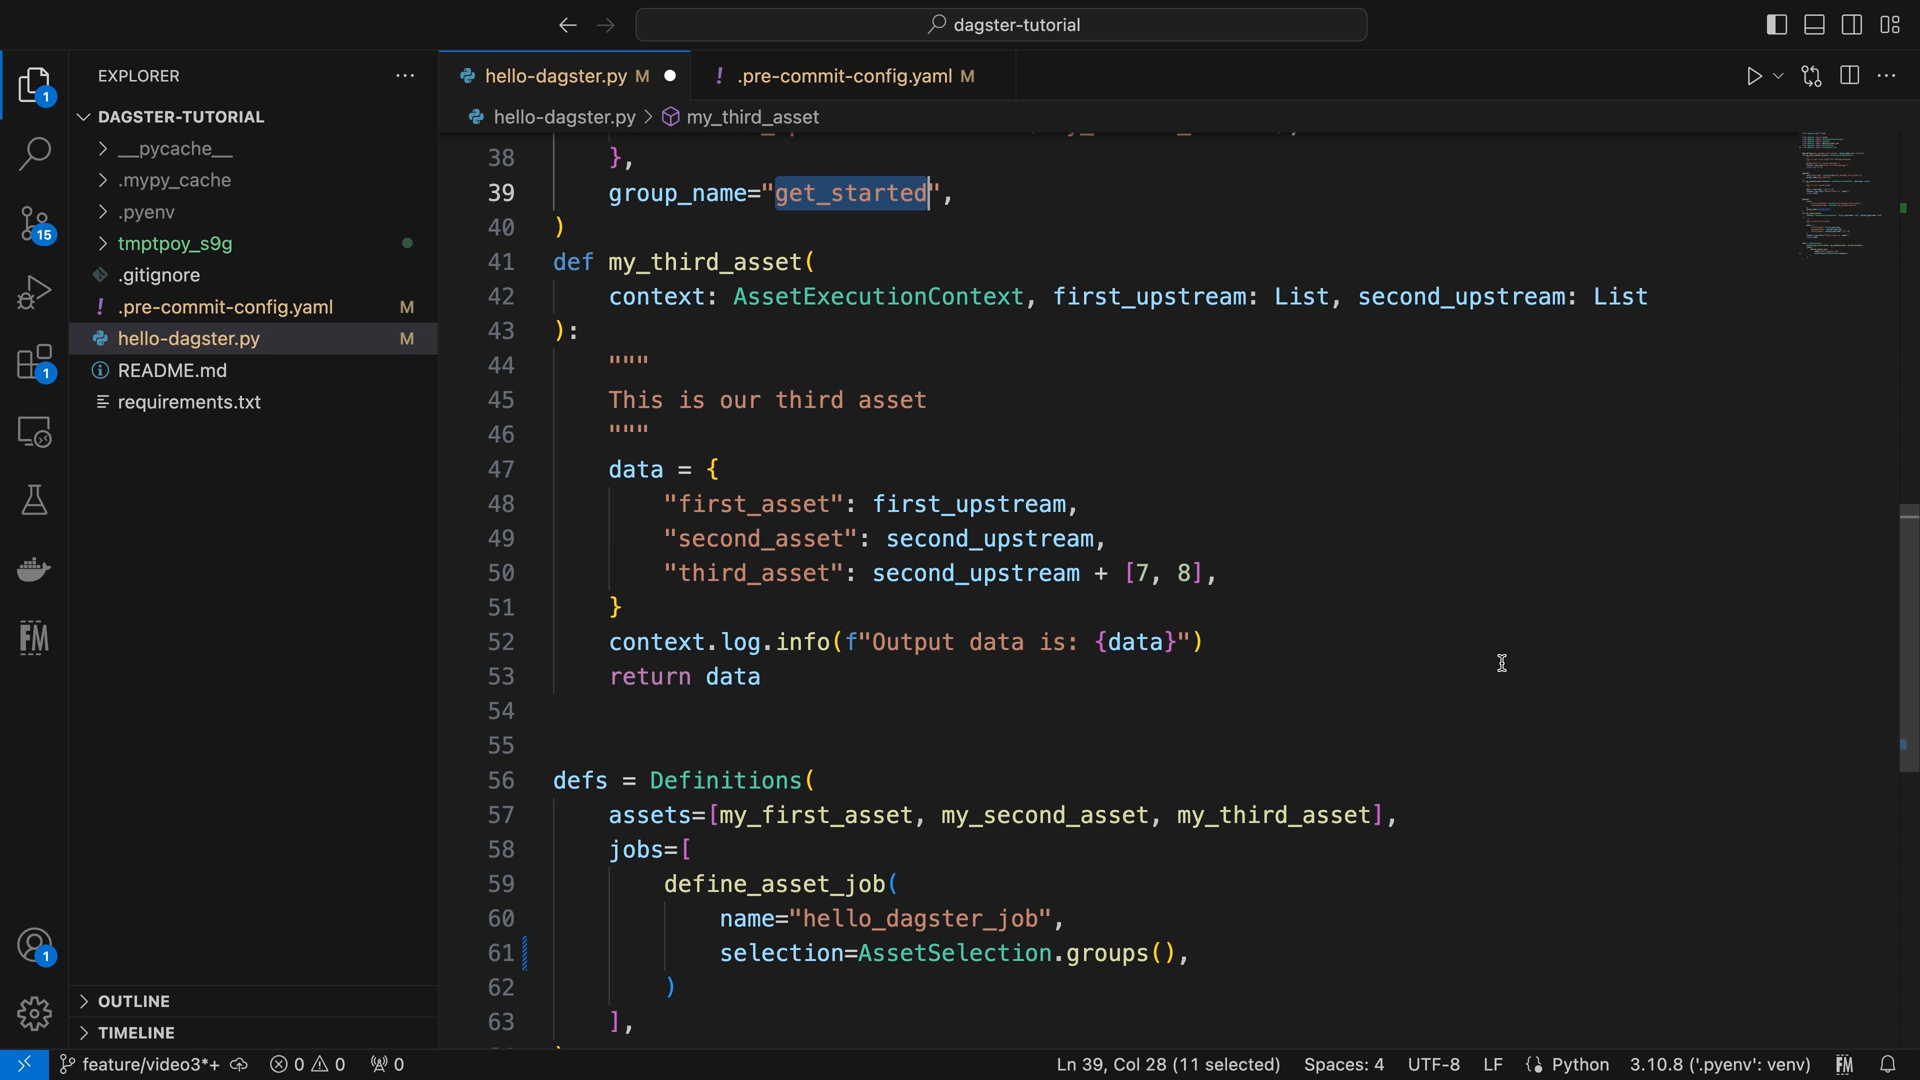 dagster-tutorial
EXPLORER
hello-dagster.py M
! .pre-commit-config.yaml M
DAGSTER-TUTORIAL
hello-dagster.py > my_third_asset
> __pycache__
> .mypy_cache
> .pyenv
> tmptpoy_s9g
.gitignore
! .pre-commit-config.yaml M
hello-dagster.py M
README.md
requirements.txt
1
15
1
1
38 },
39 group_name="get_started",
40 )
41 def my_third_asset(
42 context: AssetExecutionContext, first_upstream: List, second_upstream: List
43 ):
44 """
45 This is our third asset
46 """
47 data = {
48 "first_asset": first_upstream,
49 "second_asset": second_upstream,
50 "third_asset": second_upstream + [7, 8],
51 }
52 context.log.info(f"Output data is: {data}")
53 return data
54
55
56 defs = Definitions(
57 assets=[my_first_asset, my_second_asset, my_third_asset],
58 jobs=[
59 define_asset_job(
60 name="hello_dagster_job",
61 selection=AssetSelection.groups(),
62 )
63 ],
FM
> OUTLINE
> TIMELINE
feature/video3*+ 0 0 0 Ln 39, Col 28 (11 selected) Spaces: 4 UTF-8 LF Python 3.10.8 ('.pyenv': venv) FM